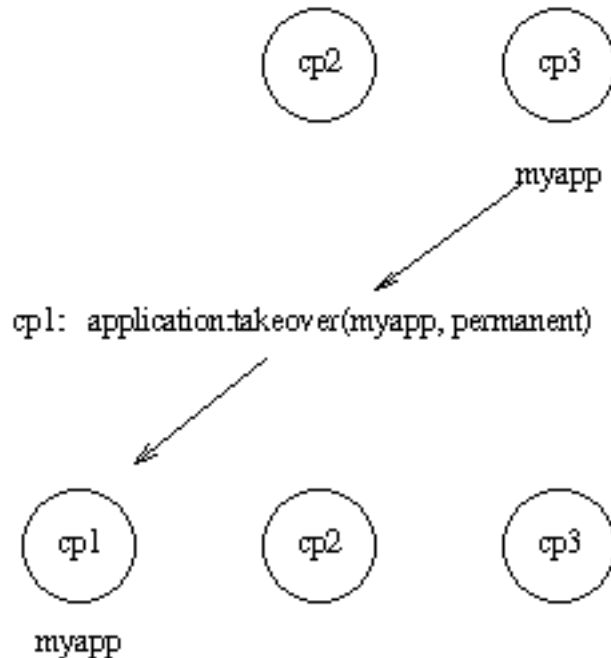 cp2 cp3
myapp
cp1: application:takeover(myapp, permanent)
cp1 cp2 cp3
myapp